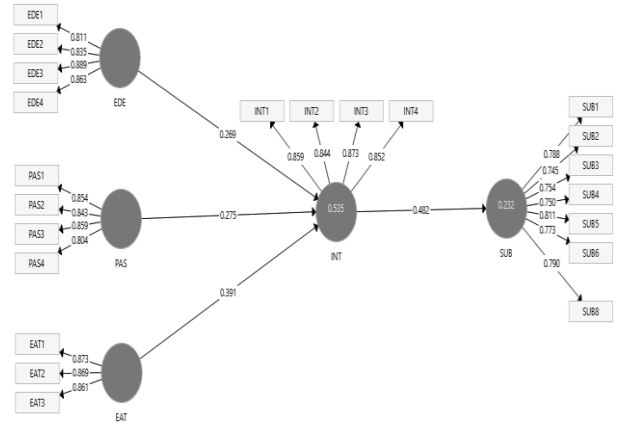 EDE1
EDE2
EDE3
EDE4
0.811
0.835
0.889
0.863
EDE
0.269
INT1
INT2
INT3
INT4
0.859
0.844
0.873
0.852
0.535
INT
PAS1
PAS2
PAS3
PAS4
0.854
0.843
0.859
0.804
PAS
0.275
EAT1
EAT2
EAT3
0.873
0.869
0.861
EAT
0.391
0.482
0.232
SUB
0.788
0.745
0.754
0.750
0.811
0.773
0.790
SUB1
SUB2
SUB3
SUB4
SUB5
SUB6
SUB8